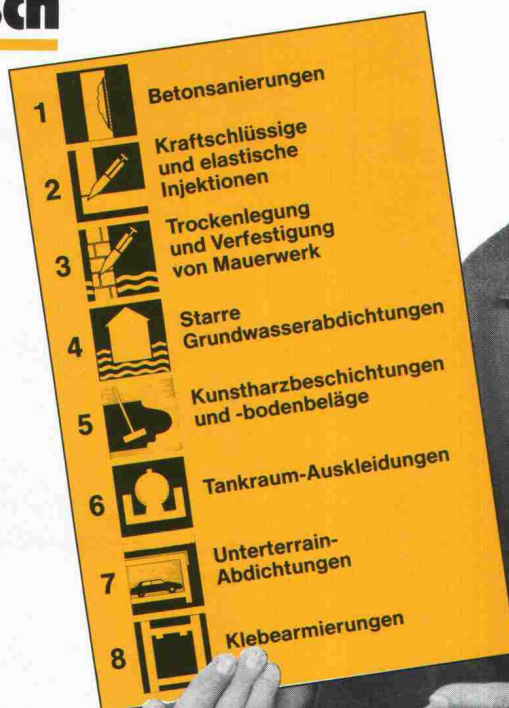 1 Betonsanierungen
2 Kraftschlüssige
und elastische
Injektionen
3 Trockenlegung
und Verfestigung
von Mauerwerk
4 Starre
Grundwasserabdichtungen
5 Kunstharzbeschichtungen
und -bodenbeläge
6 Tankraum-Auskleidungen
7 Unterterrain-
Abdichtungen
8 Klebearmierungen